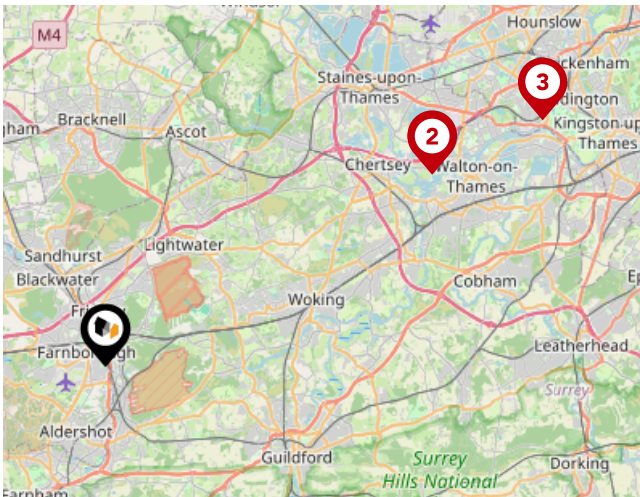 Hounslow
M4
Staines-upon-
Thames
3
Bracknell
Ascot
2
Kingston-up
Thames
Chertsey
Walton-on-
Thames
Lightwater
Sandhurst
Blackwater
Cobham
Woking
Farnborough
Leatherhead
Surrey
Aldershot
Guildford
Surrey
Hills National
Dorking